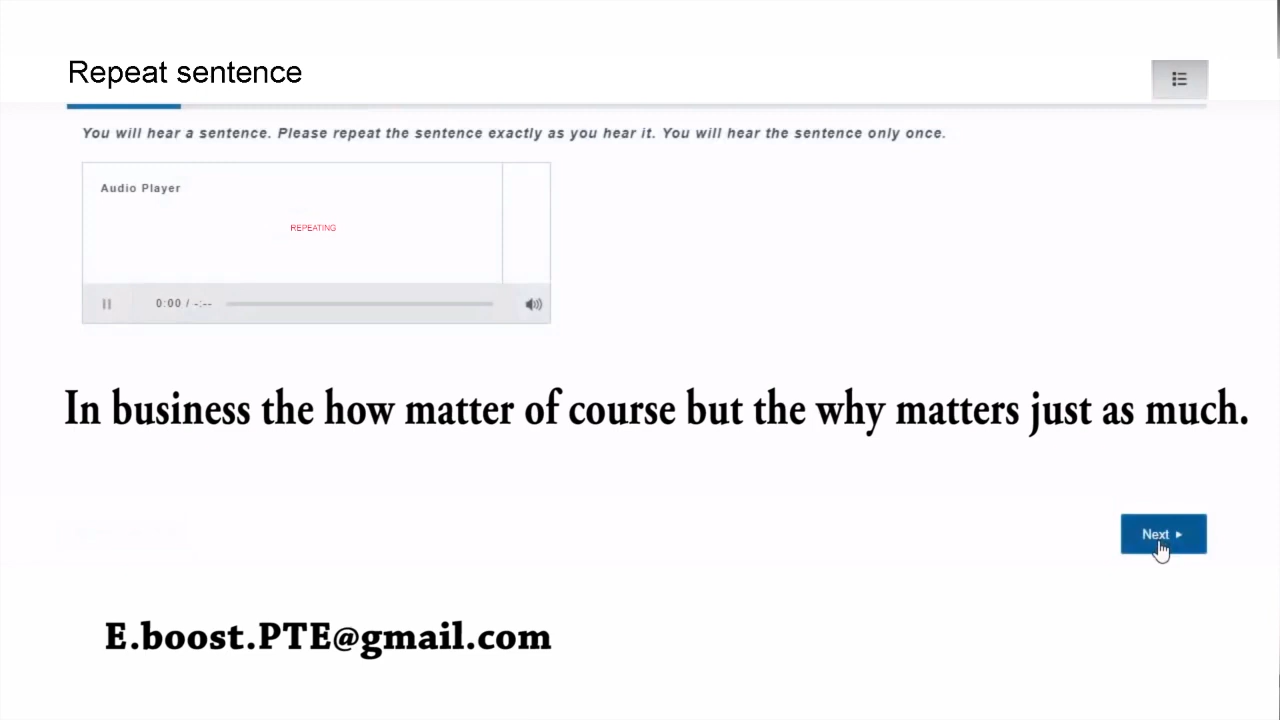 Repeat sentence
You will hear a sentence. Please repeat the sentence exactly as you hear it. You will hear the sentence only once.
Audio Player
REPEATING
0:00 / -:--
In business the how matter of course but the why matters just as much.
Next
E.boost.PTE@gmail.com